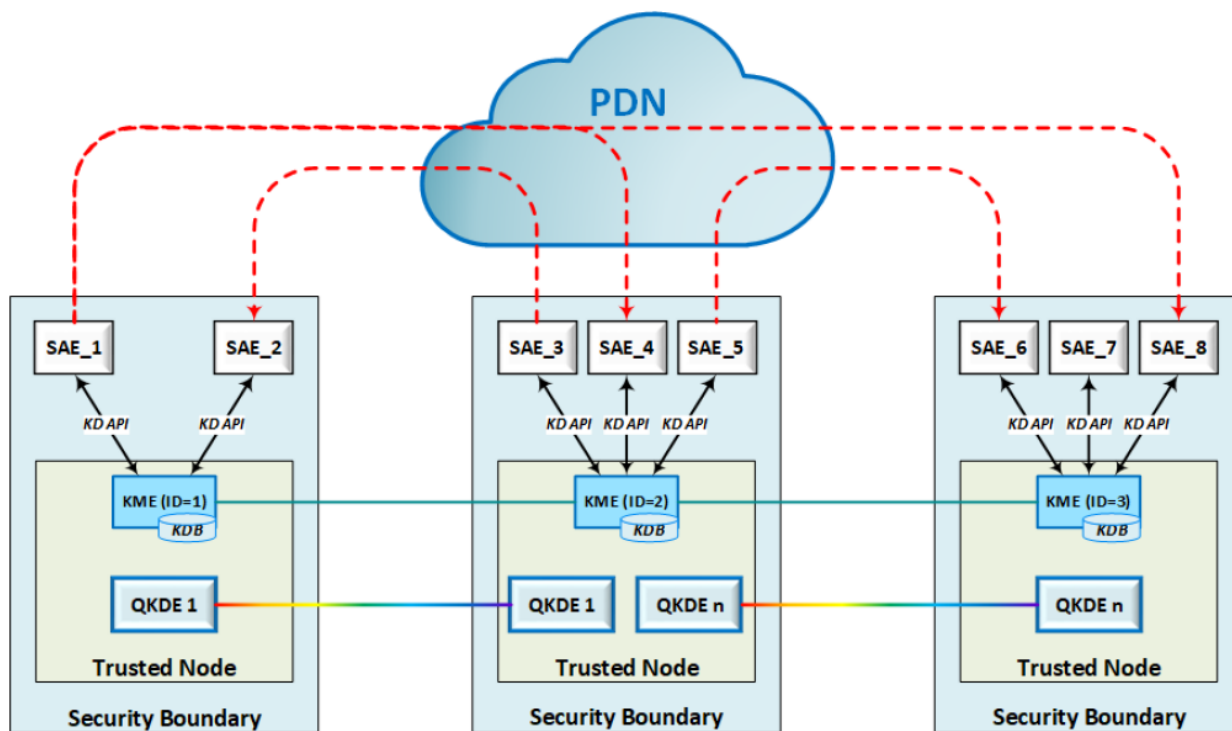 PDN
SAE_1
SAE_2
SAE_3
SAE_4
SAE_5
SAE_6
SAE_7
SAE_8
KD API
KD API
KD API
KD API
KD API
KD API
KD API
KD API
KME (ID=1)
KDB
KME (ID=2)
KDB
KME (ID=3)
KDB
QKDE 1
QKDE 1
QKDE n
QKDE n
Trusted Node
Trusted Node
Trusted Node
Security Boundary
Security Boundary
Security Boundary